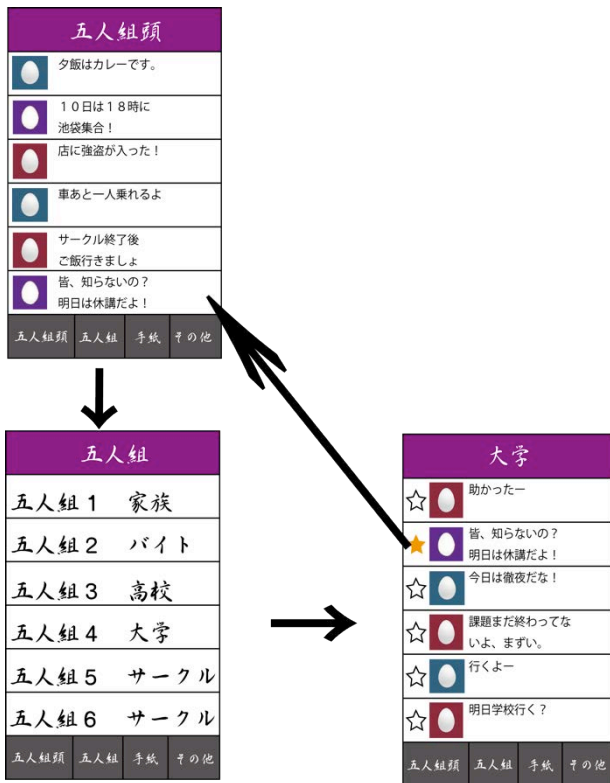 五人組頭
夕飯はカレーです。
１０日は１８時に
池袋集合！
店に強盗が入った！
車あと一人乗れるよ
サークル終了後
ご飯行きましょ
皆、知らないの？
明日は休講だよ！
五人組頭 五人組 手紙 その他
五人組
五人組1 家族
五人組2 バイト
五人組3 高校
五人組4 大学
五人組5 サークル
五人組6 サークル
五人組頭 五人組 手紙 その他
大学
助かったー
皆、知らないの？
明日は休講だよ！
今日は徹夜だな！
課題まだ終わってな
いよ、まずい。
行くよー
明日学校行く？
五人組頭 五人組 手紙 その他